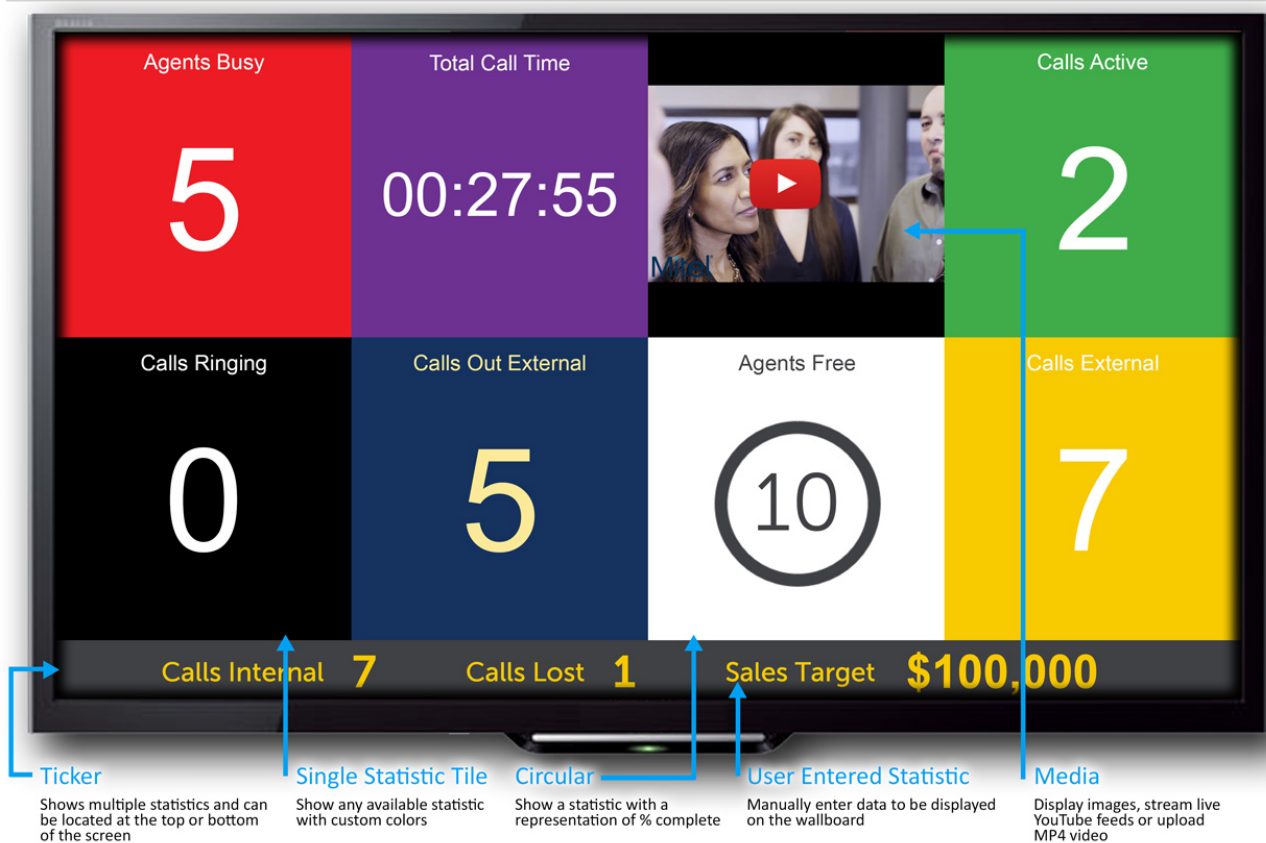 Agents Busy
5
Total Call Time
00:27:55
Mitel
Calls Active
2
Calls Ringing
0
Calls Out External
5
Agents Free
10
Calls External
7
Calls Internal 7 Calls Lost 1 Sales Target $100,000
Ticker
Shows multiple statistics and can
be located at the top or bottom
of the screen
Single Statistic Tile
Show any available statistic
with custom colors
Circular
Show a statistic with a
representation of % complete
User Entered Statistic
Manually enter data to be displayed
on the wallboard
Media
Display images, stream live
YouTube feeds or upload
MP4 video